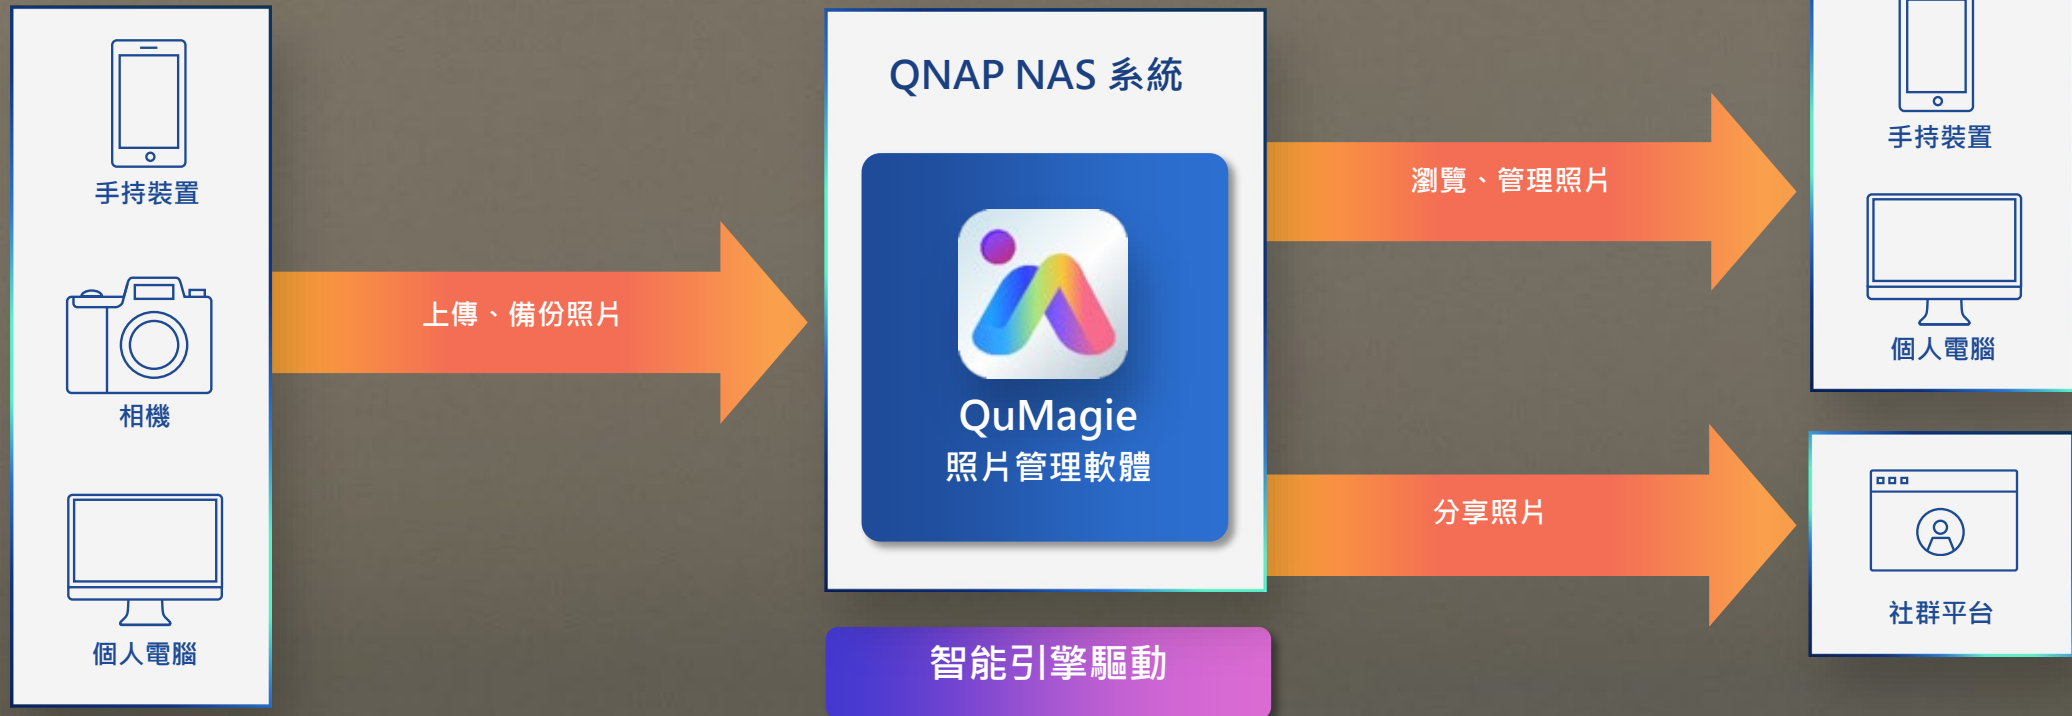 手持裝置
相機
個人電腦
上傳、備份照片
QNAP NAS 系統
QuMagie
照片管理軟體
智能引擎驅動
瀏覽、管理照片
分享照片
手持裝置
個人電腦
社群平台